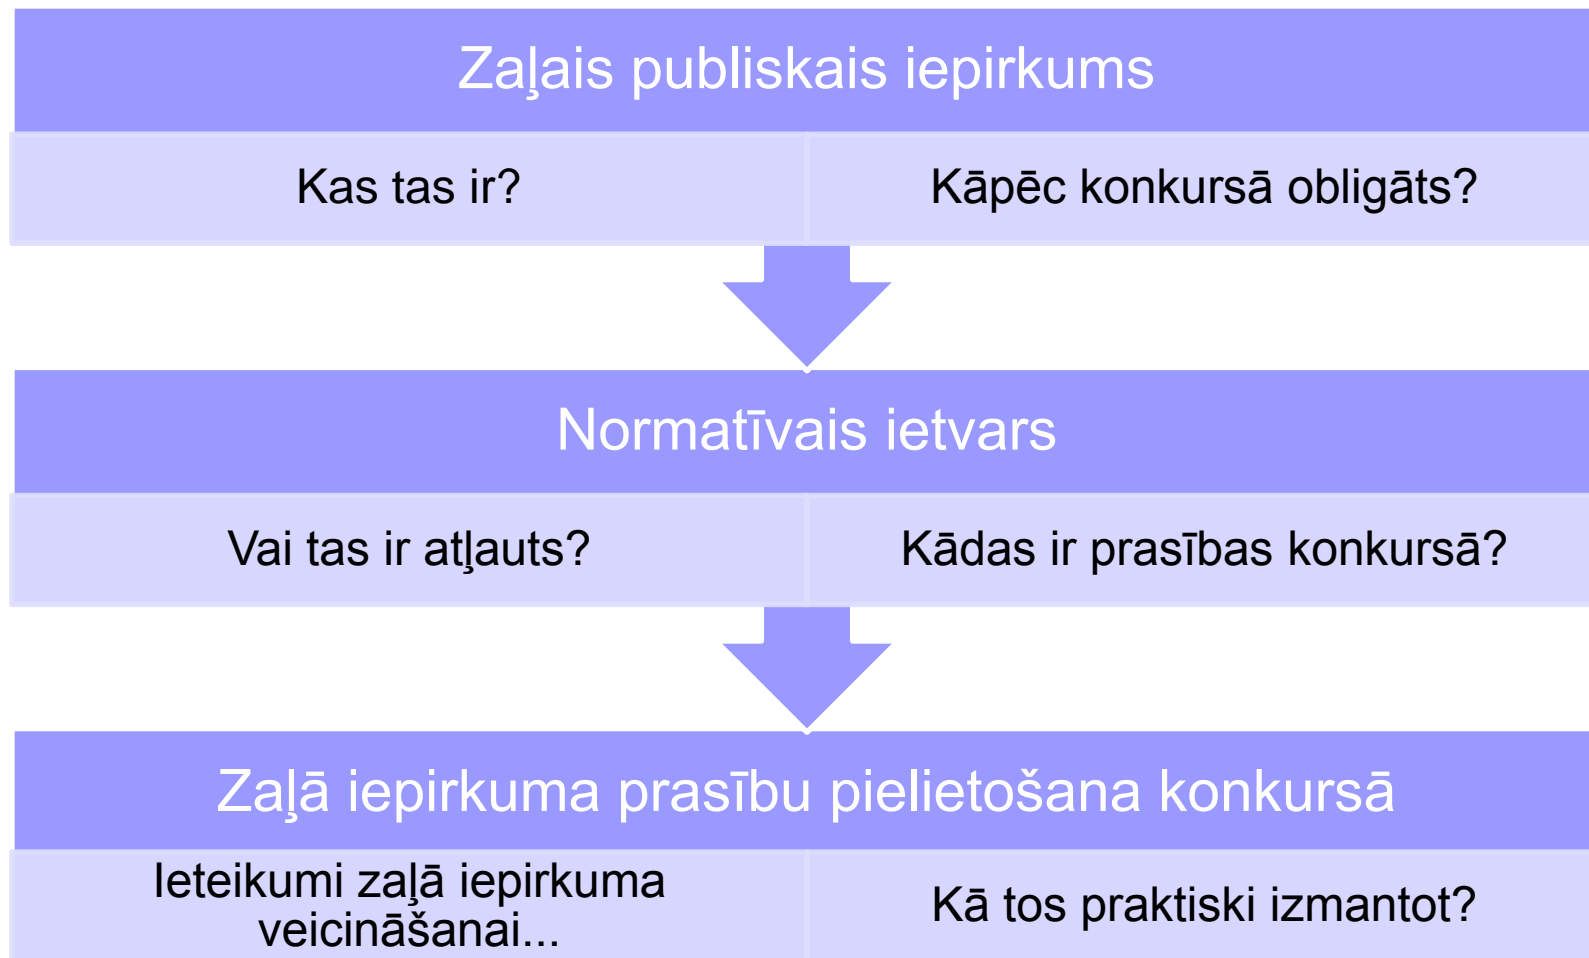 Zaļais publiskais iepirkums
Kas tas ir?
Kāpēc konkursā obligāts?
Normatīvais ietvars
Vai tas ir atļauts?
Kādas ir prasības konkursā?
Zaļā iepirkuma prasību pielietošana konkursā
Ieteikumi zaļā iepirkuma
veicināšanai...
Kā tos praktiski izmantot?